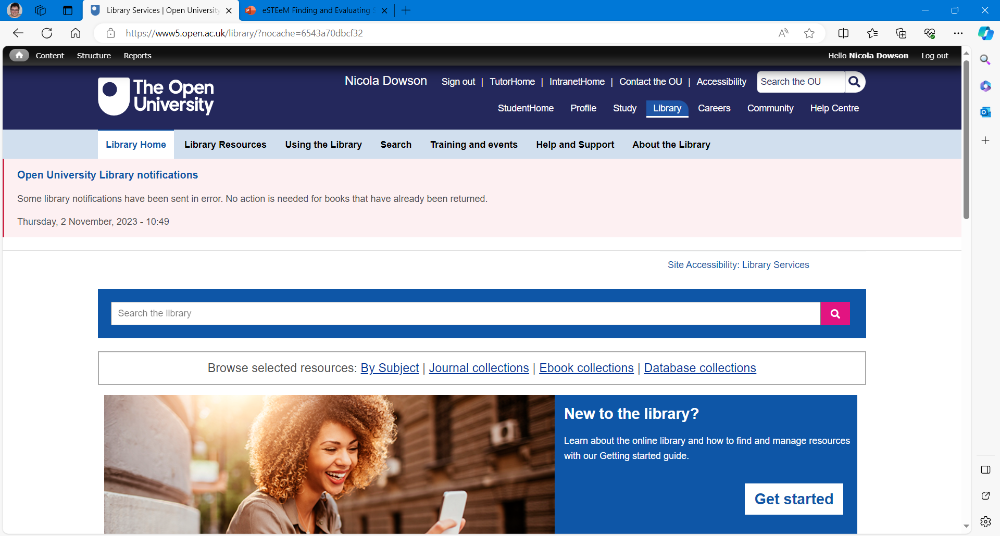 Library Services | Open University
eSTEeM Finding and Evaluating S
https://www5.open.ac.uk/library/?nocache=6543a70dbcf32
Content Structure Reports
Hello Nicola Dowson Log out
The Open
University
Nicola Dowson Sign out | TutorHome | IntranetHome | Contact the OU | Accessibility Search the OU
StudentHome Profile Study Library Careers Community Help Centre
Library Home Library Resources Using the Library Search Training and events Help and Support About the Library
Open University Library notifications
Some library notifications have been sent in error. No action is needed for books that have already been returned.
Thursday, 2 November, 2023 - 10:49
Site Accessibility: Library Services
Search the library
Browse selected resources: By Subject | Journal collections | Ebook collections | Database collections
New to the library?
Learn about the online library and how to find and manage resources
with our Getting started guide.
Get started